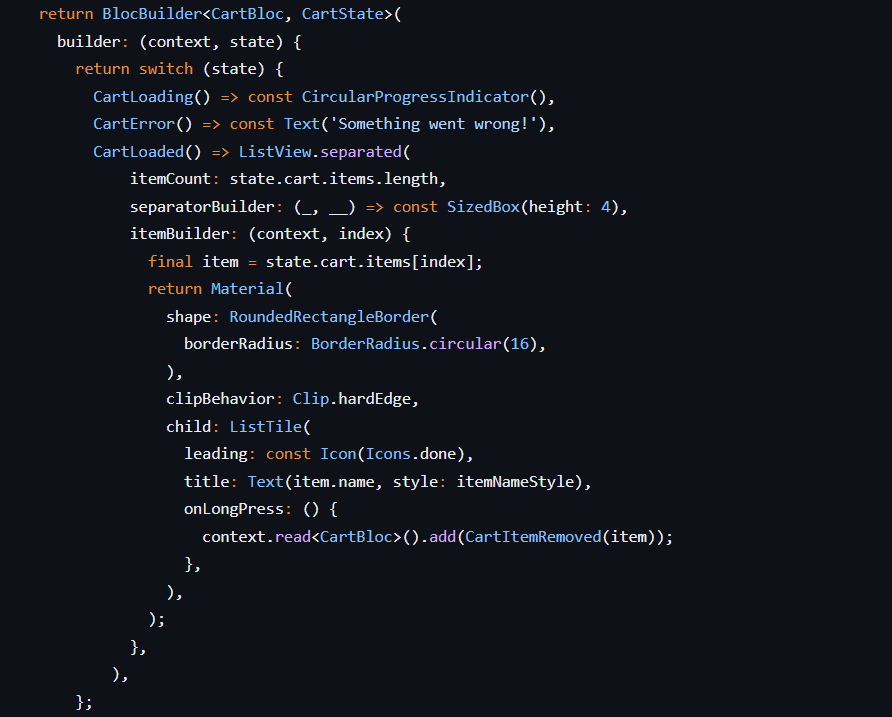 return BlocBuilder<CartBloc, CartState>(
  builder: (context, state) {
    return switch (state) {
      CartLoading() => const CircularProgressIndicator(),
      CartError() => const Text('Something went wrong!'),
      CartLoaded() => ListView.separated(
          itemCount: state.cart.items.length,
          separatorBuilder: (_, __) => const SizedBox(height: 4),
          itemBuilder: (context, index) {
            final item = state.cart.items[index];
            return Material(
              shape: RoundedRectangleBorder(
                borderRadius: BorderRadius.circular(16),
              ),
              clipBehavior: Clip.hardEdge,
              child: ListTile(
                leading: const Icon(Icons.done),
                title: Text(item.name, style: itemNameStyle),
                onLongPress: () {
                  context.read<CartBloc>().add(CartItemRemoved(item));
                },
              ),
            );
          },
        ),
    };